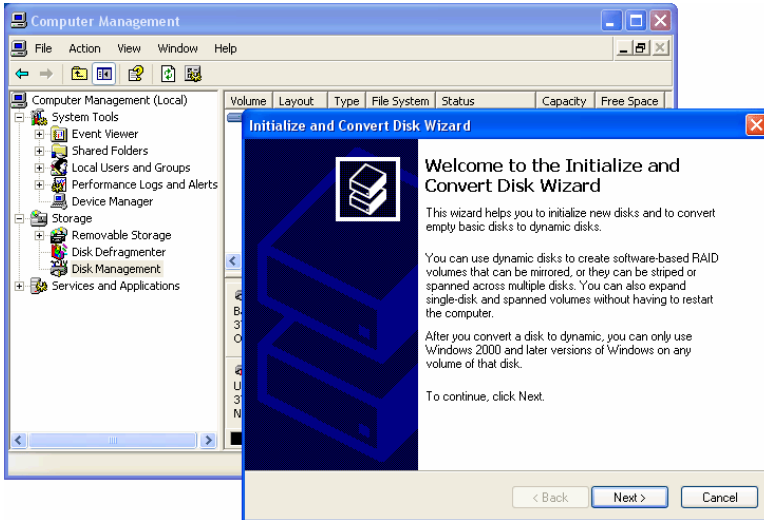 Computer Management
File Action View Window Help
Computer Management (Local)
System Tools
Event Viewer
Shared Folders
Local Users and Groups
Performance Logs and Alerts
Device Manager
Storage
Removable Storage
Disk Defragmenter
Disk Management
Services and Applications
Volume Layout Type File System Status Capacity Free Space
Initialize and Convert Disk Wizard
Welcome to the Initialize and
Convert Disk Wizard
This wizard helps you to initialize new disks and to convert
empty basic disks to dynamic disks.
You can use dynamic disks to create software-based RAID
volumes that can be mirrored, or they can be striped or
spanned across multiple disks. You can also expand
single-disk and spanned volumes without having to restart
the computer.
After you convert a disk to dynamic, you can only use
Windows 2000 and later versions of Windows on any
volume of that disk.
To continue, click Next.
< Back Next > Cancel